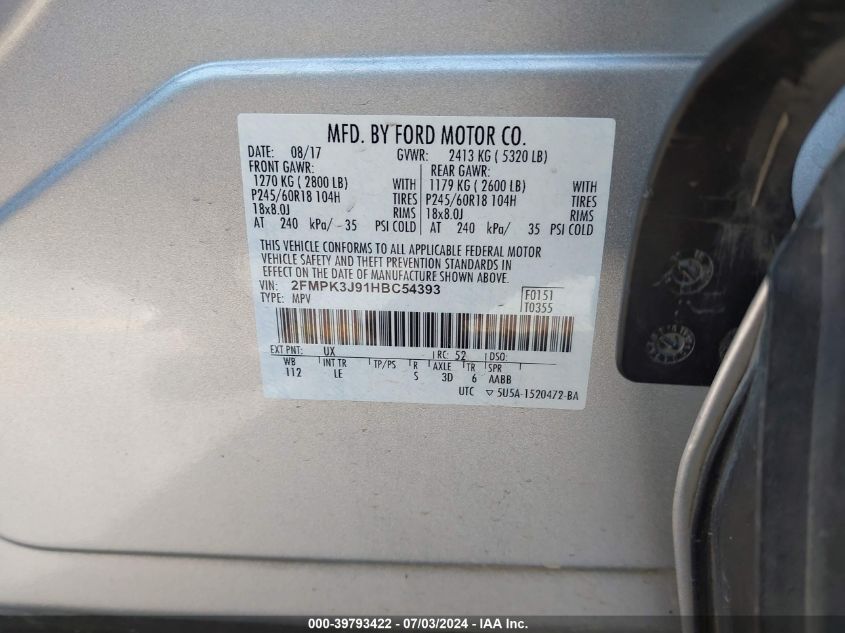 MFD. BY FORD MOTOR CO.
DATE: 08/17 GVWR: 2413 KG ( 5320 LB)
FRONT GAWR: REAR GAWR:
1270 KG ( 2800 LB) WITH 1179 KG ( 2600 LB) WITH
P245/60R18 104H TIRES P245/60R18 104H TIRES
18x8.0J RIMS 18x8.0J RIMS
AT 240 kPa/ 35 PSI COLD AT 240 kPa/ 35 PSI COLD
THIS VEHICLE CONFORMS TO ALL APPLICABLE FEDERAL MOTOR
VEHICLE SAFETY AND THEFT PREVENTION STANDARDS IN
EFFECT ON THE DATE OF MANUFACTURE SHOWN ABOVE.
VIN: 2FMPK3J91HBC54393
TYPE: MPV
F0151
T0355
EXT PNT: UX RC: 52 DSO:
WB INT TR TP/PS R AXLE TR SPR
112 LE S 3D 6 AABB
UTC ▽ 5U5A-1520472-BA
000-39793422 / 07/03/2024 / IAA Inc.